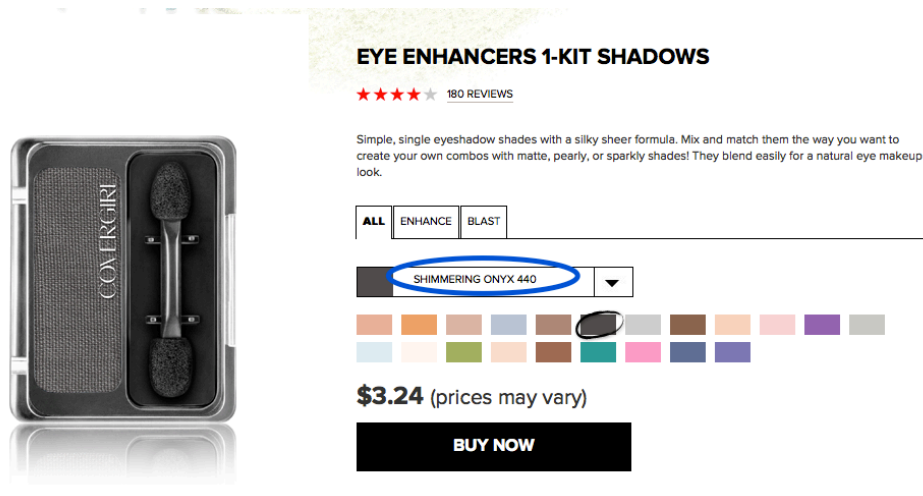 EYE ENHANCERS 1-KIT SHADOWS
180 REVIEWS
Simple, single eyeshadow shades with a silky sheer formula. Mix and match them the way you want to
create your own combos with matte, pearly, or sparkly shades! They blend easily for a natural eye makeup
look.
ALL ENHANCE BLAST
COVERGIRL
SHIMMERING ONYX 440
$3.24 (prices may vary)
BUY NOW